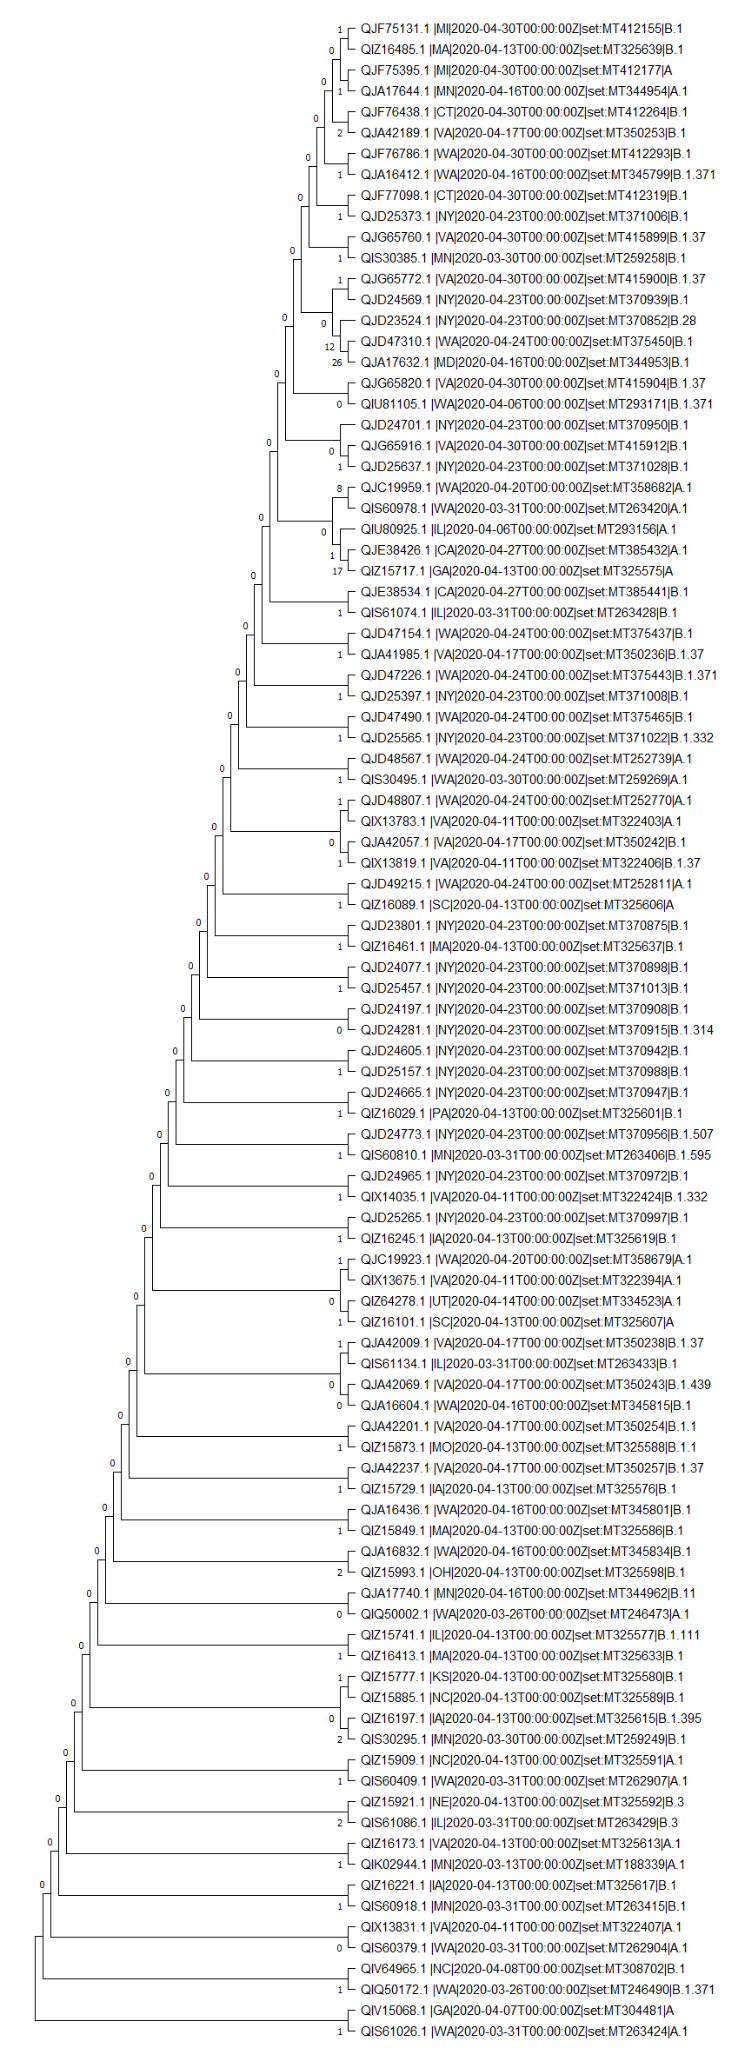 QJF75131.1 |MI|2020-04-30T00:00:00Z|set:MT412155|B.1
QIZ16485.1 |MA|2020-04-13T00:00:00Z|set:MT325639|B.1
QJF75395.1 |MI|2020-04-30T00:00:00Z|set:MT412177|A
QJA17644.1 |MN|2020-04-16T00:00:00Z|set:MT344954|A.1
QJF76438.1 |CT|2020-04-30T00:00:00Z|set:MT412264|B.1
QJA42189.1 |VA|2020-04-17T00:00:00Z|set:MT350253|B.1
QJF76786.1 |WA|2020-04-30T00:00:00Z|set:MT412293|B.1
QJA16412.1 |WA|2020-04-16T00:00:00Z|set:MT345799|B.1.371
QJF77098.1 |CT|2020-04-30T00:00:00Z|set:MT412319|B.1
QJD25373.1 |NY|2020-04-23T00:00:00Z|set:MT371006|B.1
QJG65760.1 |VA|2020-04-30T00:00:00Z|set:MT415899|B.1.37
QIS30385.1 |MN|2020-03-30T00:00:00Z|set:MT259258|B.1
QJG65772.1 |VA|2020-04-30T00:00:00Z|set:MT415900|B.1.37
QJD24569.1 |NY|2020-04-23T00:00:00Z|set:MT370939|B.1
QJD23524.1 |NY|2020-04-23T00:00:00Z|set:MT370852|B.28
QJD47310.1 |WA|2020-04-24T00:00:00Z|set:MT375450|B.1
QJA17632.1 |MD|2020-04-16T00:00:00Z|set:MT344953|B.1
QJG65820.1 |VA|2020-04-30T00:00:00Z|set:MT415904|B.1.37
QIU81105.1 |WA|2020-04-06T00:00:00Z|set:MT293171|B.1.371
QJD24701.1 |NY|2020-04-23T00:00:00Z|set:MT370950|B.1
QJG65916.1 |VA|2020-04-30T00:00:00Z|set:MT415912|B.1
QJD25637.1 |NY|2020-04-23T00:00:00Z|set:MT371028|B.1
QJC19959.1 |WA|2020-04-20T00:00:00Z|set:MT358682|A.1
QIS60978.1 |WA|2020-03-31T00:00:00Z|set:MT263420|A.1
QIU80925.1 |IL|2020-04-06T00:00:00Z|set:MT293156|A.1
QJE38426.1 |CA|2020-04-27T00:00:00Z|set:MT385432|A.1
QIZ15717.1 |GA|2020-04-13T00:00:00Z|set:MT325575|A
QJE38534.1 |CA|2020-04-27T00:00:00Z|set:MT385441|B.1
QIS61074.1 |IL|2020-03-31T00:00:00Z|set:MT263428|B.1
QJD47154.1 |WA|2020-04-24T00:00:00Z|set:MT375437|B.1
QJA41985.1 |VA|2020-04-17T00:00:00Z|set:MT350236|B.1.37
QJD47226.1 |WA|2020-04-24T00:00:00Z|set:MT375443|B.1.371
QJD25397.1 |NY|2020-04-23T00:00:00Z|set:MT371008|B.1
QJD47490.1 |WA|2020-04-24T00:00:00Z|set:MT375465|B.1
QJD25565.1 |NY|2020-04-23T00:00:00Z|set:MT371022|B.1.332
QJD48567.1 |WA|2020-04-24T00:00:00Z|set:MT252739|A.1
QIS30495.1 |WA|2020-03-30T00:00:00Z|set:MT259269|A.1
QJD48807.1 |WA|2020-04-24T00:00:00Z|set:MT252770|A.1
QIX13783.1 |VA|2020-04-11T00:00:00Z|set:MT322403|A.1
QJA42057.1 |VA|2020-04-17T00:00:00Z|set:MT350242|B.1
QIX13819.1 |VA|2020-04-11T00:00:00Z|set:MT322406|B.1.37
QJD49215.1 |WA|2020-04-24T00:00:00Z|set:MT252811|A.1
QIZ16089.1 |SC|2020-04-13T00:00:00Z|set:MT325606|A
QJD23801.1 |NY|2020-04-23T00:00:00Z|set:MT370875|B.1
QIZ16461.1 |MA|2020-04-13T00:00:00Z|set:MT325637|B.1
QJD24077.1 |NY|2020-04-23T00:00:00Z|set:MT370898|B.1
QJD25457.1 |NY|2020-04-23T00:00:00Z|set:MT371013|B.1
QJD24197.1 |NY|2020-04-23T00:00:00Z|set:MT370908|B.1
QJD24281.1 |NY|2020-04-23T00:00:00Z|set:MT370915|B.1.314
QJD24605.1 |NY|2020-04-23T00:00:00Z|set:MT370942|B.1
QJD25157.1 |NY|2020-04-23T00:00:00Z|set:MT370988|B.1
QJD24665.1 |NY|2020-04-23T00:00:00Z|set:MT370947|B.1
QIZ16029.1 |PA|2020-04-13T00:00:00Z|set:MT325601|B.1
QJD24773.1 |NY|2020-04-23T00:00:00Z|set:MT370956|B.1.507
QIS60810.1 |MN|2020-03-31T00:00:00Z|set:MT263406|B.1.595
QJD24965.1 |NY|2020-04-23T00:00:00Z|set:MT370972|B.1
QIX14035.1 |VA|2020-04-11T00:00:00Z|set:MT322424|B.1.332
QJD25265.1 |NY|2020-04-23T00:00:00Z|set:MT370997|B.1
QIZ16245.1 |IA|2020-04-13T00:00:00Z|set:MT325619|B.1
QJC19923.1 |WA|2020-04-20T00:00:00Z|set:MT358679|A.1
QIX13675.1 |VA|2020-04-11T00:00:00Z|set:MT322394|A.1
QIZ64278.1 |UT|2020-04-14T00:00:00Z|set:MT334523|A.1
QIZ16101.1 |SC|2020-04-13T00:00:00Z|set:MT325607|A
QJA42009.1 |VA|2020-04-17T00:00:00Z|set:MT350238|B.1.37
QIS61134.1 |IL|2020-03-31T00:00:00Z|set:MT263433|B.1
QJA42069.1 |VA|2020-04-17T00:00:00Z|set:MT350243|B.1.439
QJA16604.1 |WA|2020-04-16T00:00:00Z|set:MT345815|B.1
QJA42201.1 |VA|2020-04-17T00:00:00Z|set:MT350254|B.1.1
QIZ15873.1 |MO|2020-04-13T00:00:00Z|set:MT325588|B.1.1
QJA42237.1 |VA|2020-04-17T00:00:00Z|set:MT350257|B.1.37
QIZ15729.1 |IA|2020-04-13T00:00:00Z|set:MT325576|B.1
QJA16436.1 |WA|2020-04-16T00:00:00Z|set:MT345801|B.1
QIZ15849.1 |MA|2020-04-13T00:00:00Z|set:MT325586|B.1
QJA16832.1 |WA|2020-04-16T00:00:00Z|set:MT345834|B.1
QIZ15993.1 |OH|2020-04-13T00:00:00Z|set:MT325598|B.1
QJA17740.1 |MN|2020-04-16T00:00:00Z|set:MT344962|B.11
QIQ50002.1 |WA|2020-03-26T00:00:00Z|set:MT246473|A.1
QIZ15741.1 |IL|2020-04-13T00:00:00Z|set:MT325577|B.1.111
QIZ16413.1 |MA|2020-04-13T00:00:00Z|set:MT325633|B.1
QIZ15777.1 |KS|2020-04-13T00:00:00Z|set:MT325580|B.1
QIZ15885.1 |NC|2020-04-13T00:00:00Z|set:MT325589|B.1
QIZ16197.1 |IA|2020-04-13T00:00:00Z|set:MT325615|B.1.395
QIS30295.1 |MN|2020-03-30T00:00:00Z|set:MT259249|B.1
QIZ15909.1 |NC|2020-04-13T00:00:00Z|set:MT325591|A.1
QIS60409.1 |WA|2020-03-31T00:00:00Z|set:MT262907|A.1
QIZ15921.1 |NE|2020-04-13T00:00:00Z|set:MT325592|B.3
QIS61086.1 |IL|2020-03-31T00:00:00Z|set:MT263429|B.3
QIZ16173.1 |VA|2020-04-13T00:00:00Z|set:MT325613|A.1
QIK02944.1 |MN|2020-03-13T00:00:00Z|set:MT188339|A.1
QIZ16221.1 |IA|2020-04-13T00:00:00Z|set:MT325617|B.1
QIS60918.1 |MN|2020-03-31T00:00:00Z|set:MT263415|B.1
QIX13831.1 |VA|2020-04-11T00:00:00Z|set:MT322407|A.1
QIS60379.1 |WA|2020-03-31T00:00:00Z|set:MT262904|A.1
QIV64965.1 |NC|2020-04-08T00:00:00Z|set:MT308702|B.1
QIQ50172.1 |WA|2020-03-26T00:00:00Z|set:MT246490|B.1.371
QIV15068.1 |GA|2020-04-07T00:00:00Z|set:MT304481|A
QIS61026.1 |WA|2020-03-31T00:00:00Z|set:MT263424|A.1